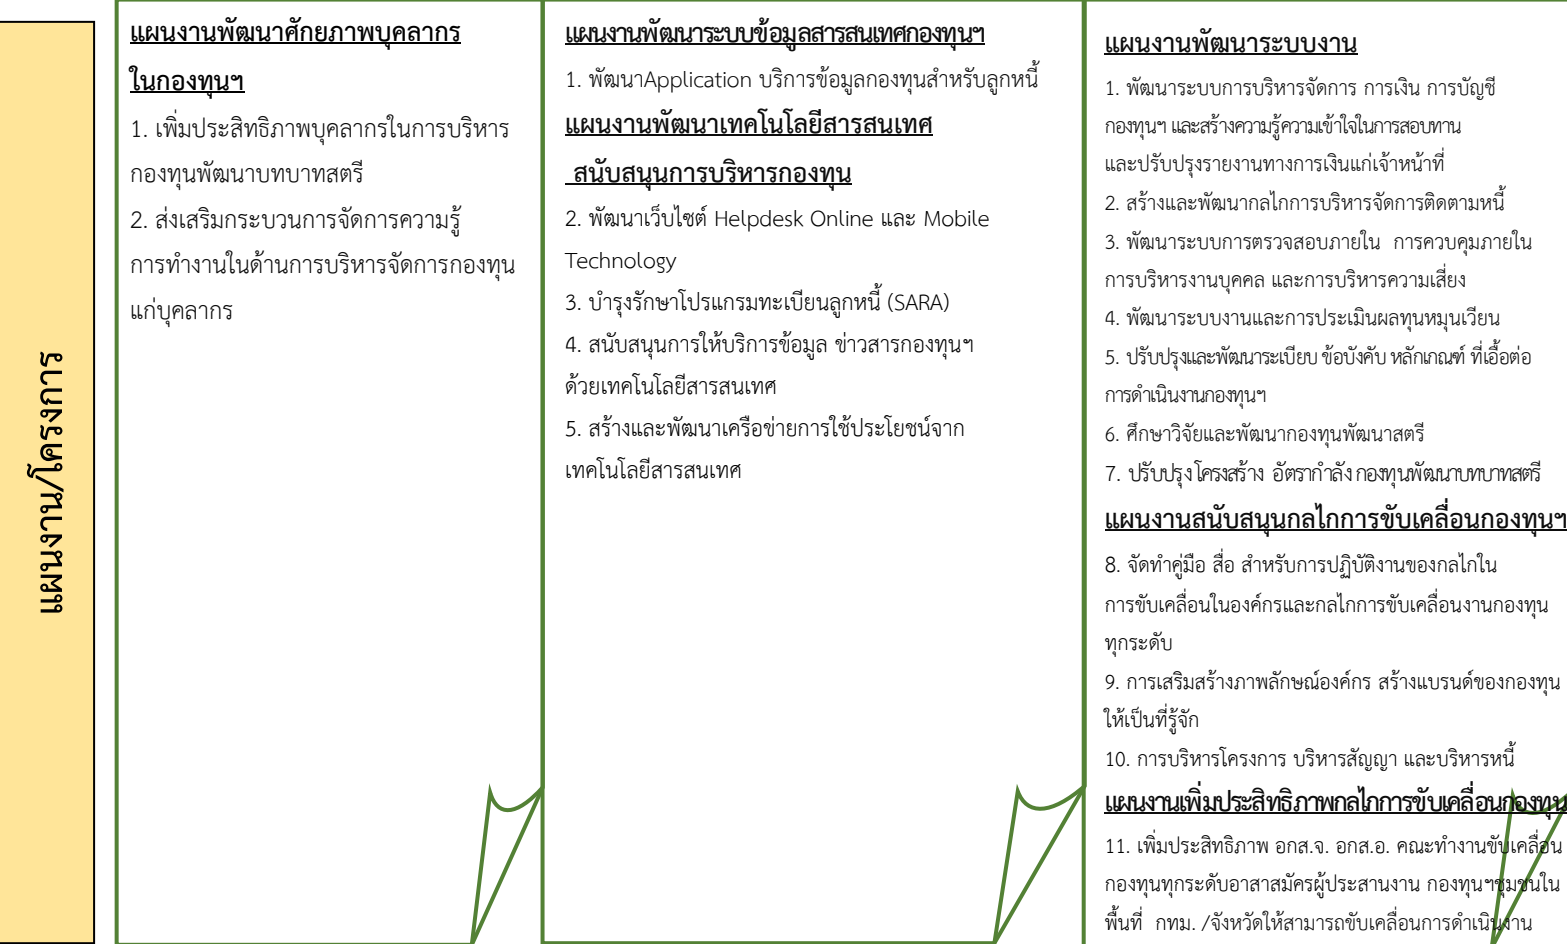 แผนงาน/โครงการ
แผนงานพัฒนาศักยภาพบุคลากร
ในกองทุนฯ
1. เพิ่มประสิทธิภาพบุคลากรในการบริหาร
กองทุนพัฒนาบทบาทสตรี
2. ส่งเสริมกระบวนการจัดการความรู้
การทำงานในด้านการบริหารจัดการกองทุน
แก่บุคลากร
แผนงานพัฒนาระบบข้อมูลสารสนเทศกองทุนฯ
1. พัฒนาApplication บริการข้อมูลกองทุนสำหรับลูกหนี้
แผนงานพัฒนาเทคโนโลยีสารสนเทศ
สนับสนุนการบริหารกองทุน
2. พัฒนาเว็บไซต์ Helpdesk Online และ Mobile
Technology
3. บำรุงรักษาโปรแกรมทะเบียนลูกหนี้ (SARA)
4. สนับสนุนการให้บริการข้อมูล ข่าวสารกองทุนฯ
ด้วยเทคโนโลยีสารสนเทศ
5. สร้างและพัฒนาเครือข่ายการใช้ประโยชน์จาก
เทคโนโลยีสารสนเทศ
แผนงานพัฒนาระบบงาน
1. พัฒนาระบบการบริหารจัดการ การเงิน การบัญชี
กองทุนฯ และสร้างความรู้ความเข้าใจในการสอบทาน
และปรับปรุงรายงานทางการเงินแก่เจ้าหน้าที่
2. สร้างและพัฒนากลไกการบริหารจัดการติดตามหนี้
3. พัฒนาระบบการตรวจสอบภายใน การควบคุมภายใน
การบริหารงานบุคคล และการบริหารความเสี่ยง
4. พัฒนาระบบงานและการประเมินผลทุนหมุนเวียน
5. ปรับปรุงและพัฒนาระเบียบ ข้อบังคับ หลักเกณฑ์ ที่เอื้อต่อ
การดำเนินงานกองทุนฯ
6. ศึกษาวิจัยและพัฒนากองทุนพัฒนาสตรี
7. ปรับปรุง โครงสร้าง อัตรากำลัง กองทุนพัฒนาบทบาทสตรี
แผนงานสนับสนุนกลไกการขับเคลื่อนกองทุนฯ
8. จัดทำคู่มือ สื่อ สำหรับการปฏิบัติงานของกลไกใน
การขับเคลื่อนในองค์กรและกลไกการขับเคลื่อนงานกองทุน
ทุกระดับ
9. การเสริมสร้างภาพลักษณ์องค์กร สร้างแบรนด์ของกองทุน
ให้เป็นที่รู้จัก
10. การบริหารโครงการ บริหารสัญญา และบริหารหนี้
แผนงานเพิ่มประสิทธิภาพกลไกการขับเคลื่อนกองทุน
11. เพิ่มประสิทธิภาพ อกส.จ. อกส.อ. คณะทำงานขับเคลื่อน
กองทุนทุกระดับอาสาสมัครผู้ประสานงาน กองทุนฯชุมชนใน
พื้นที่ กทม. /จังหวัดให้สามารถขับเคลื่อนการดำเนินงาน